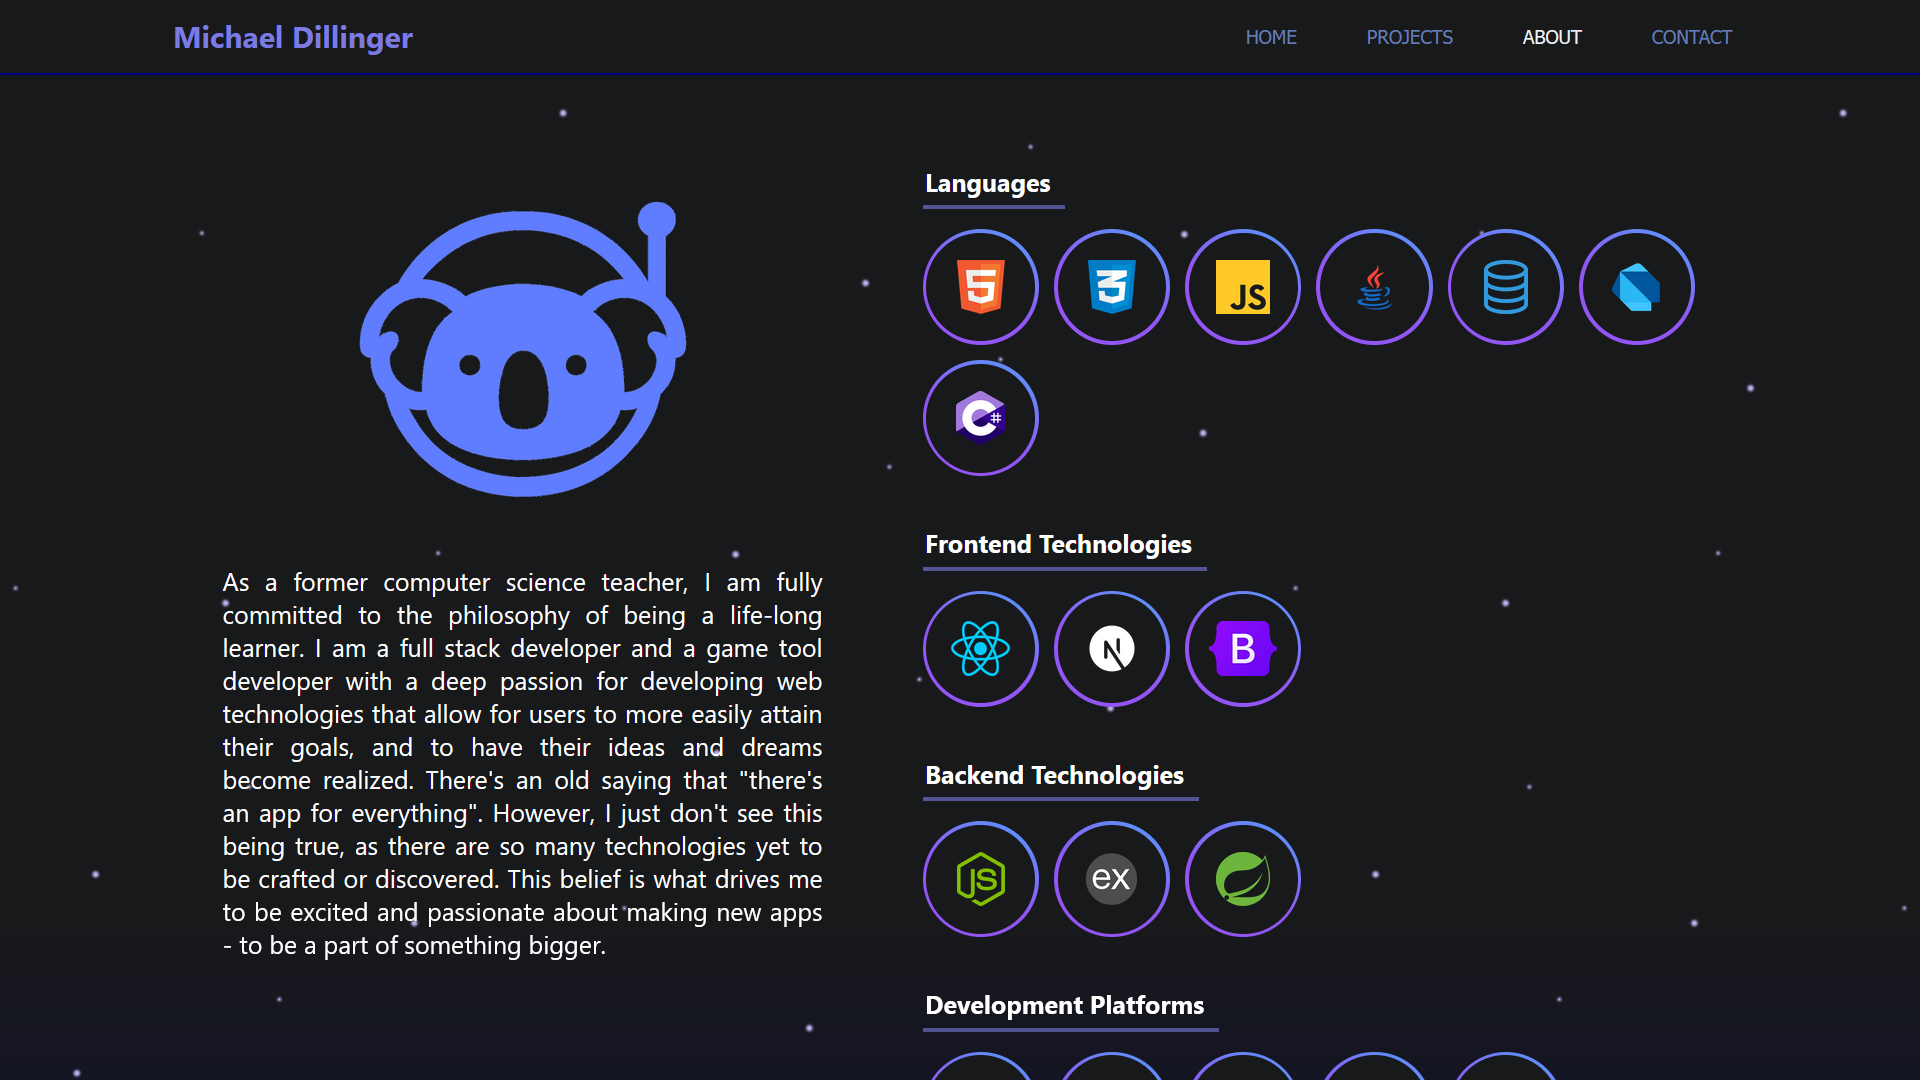 Michael Dillinger
HOME
PROJECTS
ABOUT
CONTACT
As a former computer science teacher, I am fully
committed to the philosophy of being a life-long
learner. I am a full stack developer and a game tool
developer with a deep passion for developing web
technologies that allow for users to more easily attain
their goals, and to have their ideas and dreams
become realized. There's an old saying that "there's
an app for everything". However, I just don't see this
being true, as there are so many technologies yet to
be crafted or discovered. This belief is what drives me
to be excited and passionate about making new apps
- to be a part of something bigger.
Languages
5
3
JS
C#
Frontend Technologies
N
B
Backend Technologies
JS
ex
Development Platforms